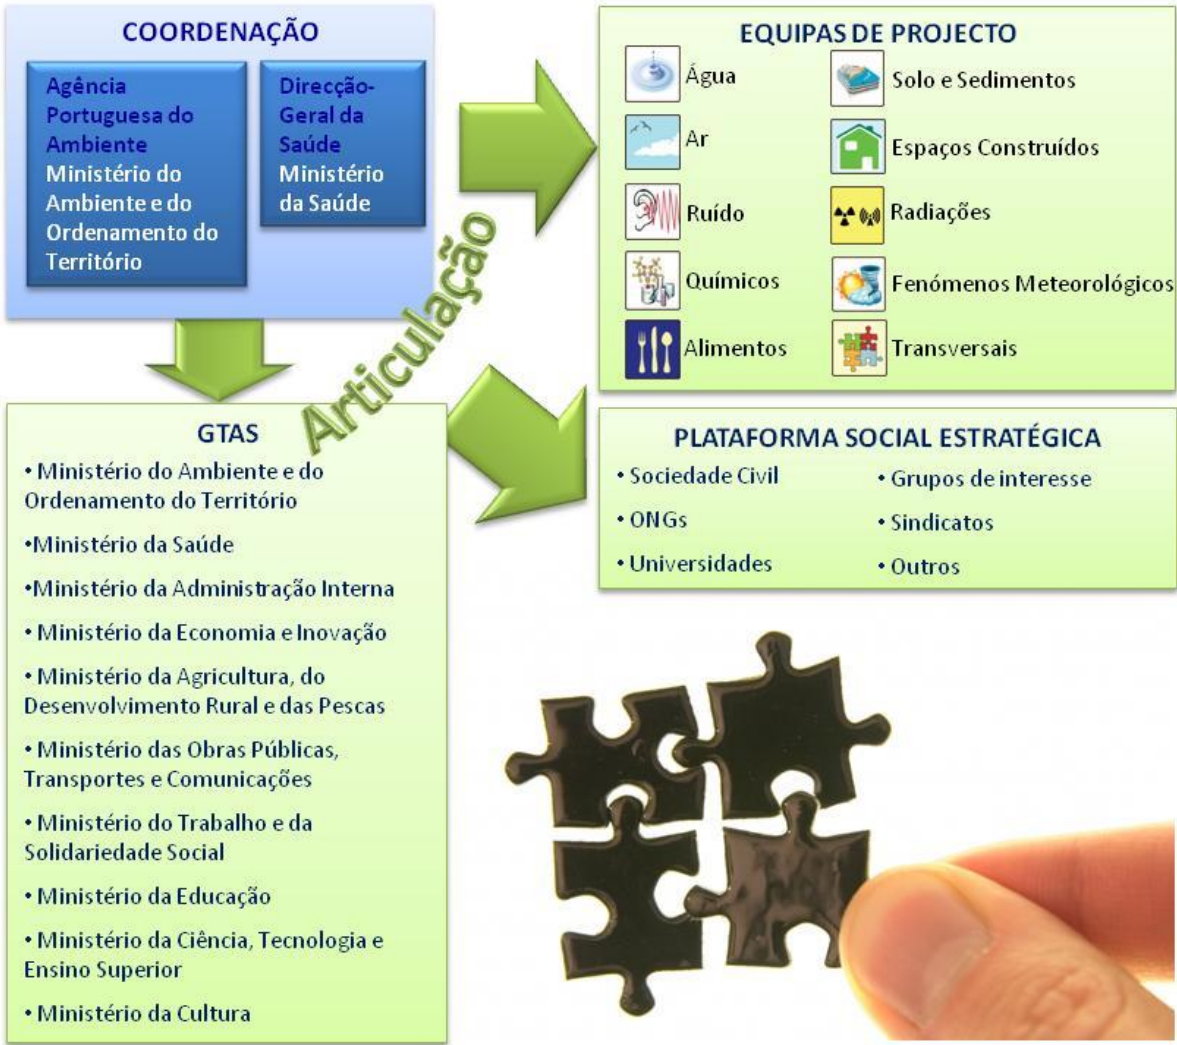 COORDENAÇÃO
Agência
Portuguesa do
Ambiente
Ministério do
Ambiente e do
Ordenamento do
Território
Direcção-
Geral da
Saúde
Ministério
da Saúde
Articulação
EQUIPAS DE PROJECTO
Água
Ar
Ruído
Químicos
Alimentos
Solo e Sedimentos
Espaços Construídos
Radiações
Fenómenos Meteorológicos
Transversais
GTAS
• Ministério do Ambiente e do
Ordenamento do Território
•Ministério da Saúde
•Ministério da Administração Interna
• Ministério da Economia e Inovação
• Ministério da Agricultura, do
Desenvolvimento Rural e das Pescas
• Ministério das Obras Públicas,
Transportes e Comunicações
• Ministério do Trabalho e da
Solidariedade Social
• Ministério da Educação
• Ministério da Ciência, Tecnologia e
Ensino Superior
• Ministério da Cultura
PLATAFORMA SOCIAL ESTRATÉGICA
• Sociedade Civil
• ONGs
• Universidades
• Grupos de interesse
• Sindicatos
• Outros